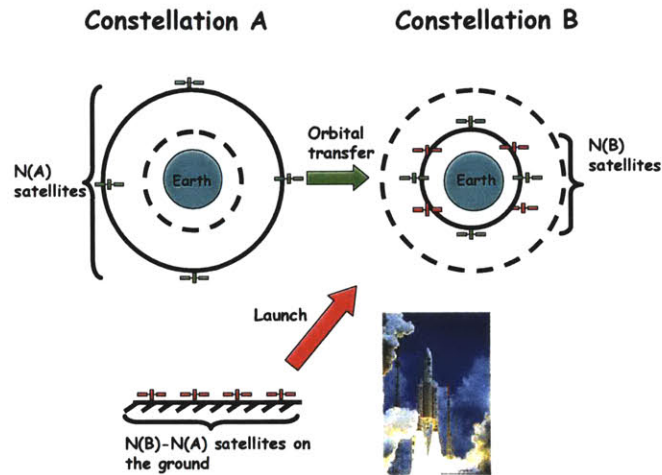 Constellation A
Constellation B
Orbital
transfer
N(A)
satellites
Earth
Earth
N(B)
satellites
Launch
N(B)-N(A) satellites on
the ground